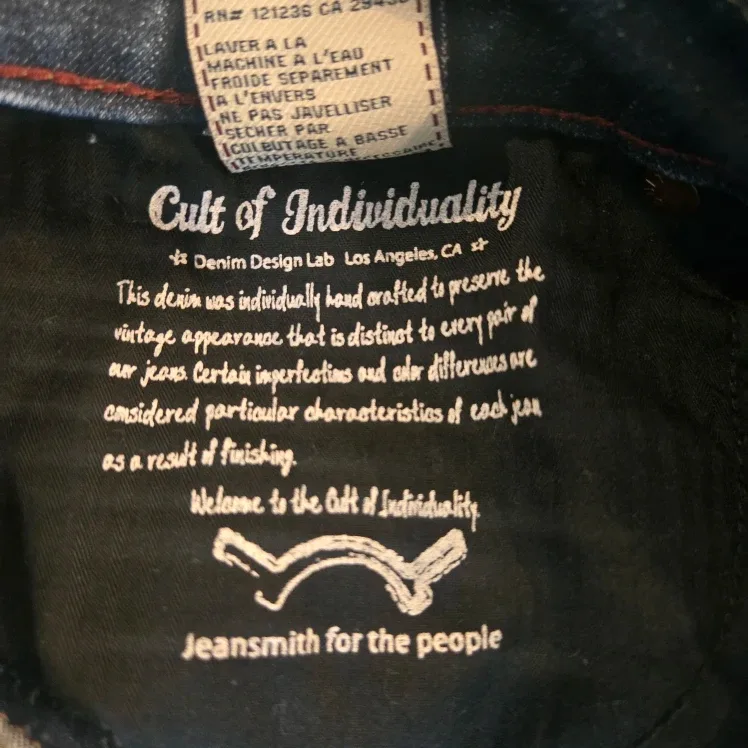 RN# 121236 CA
LAVER A LA
MACHINE A L'EAU
FROIDE SEPAREMENT
A L'ENVERS
NE PAS JAVELLISER
SECHER PAR
CULBUTAGE A BASSE
TEMPERATURE
Cult of Individuality
Denim Design Lab Los Angeles, CA
This denim was individually hand crafted to preserve the
vintage appearance that is distinct to every pair of
our jeans. Certain imperfections and color differences are
considered particular characteristics of each jean
as a result of finishing.
Welcome to the Cult of Individuality.
Jeansmith for the people